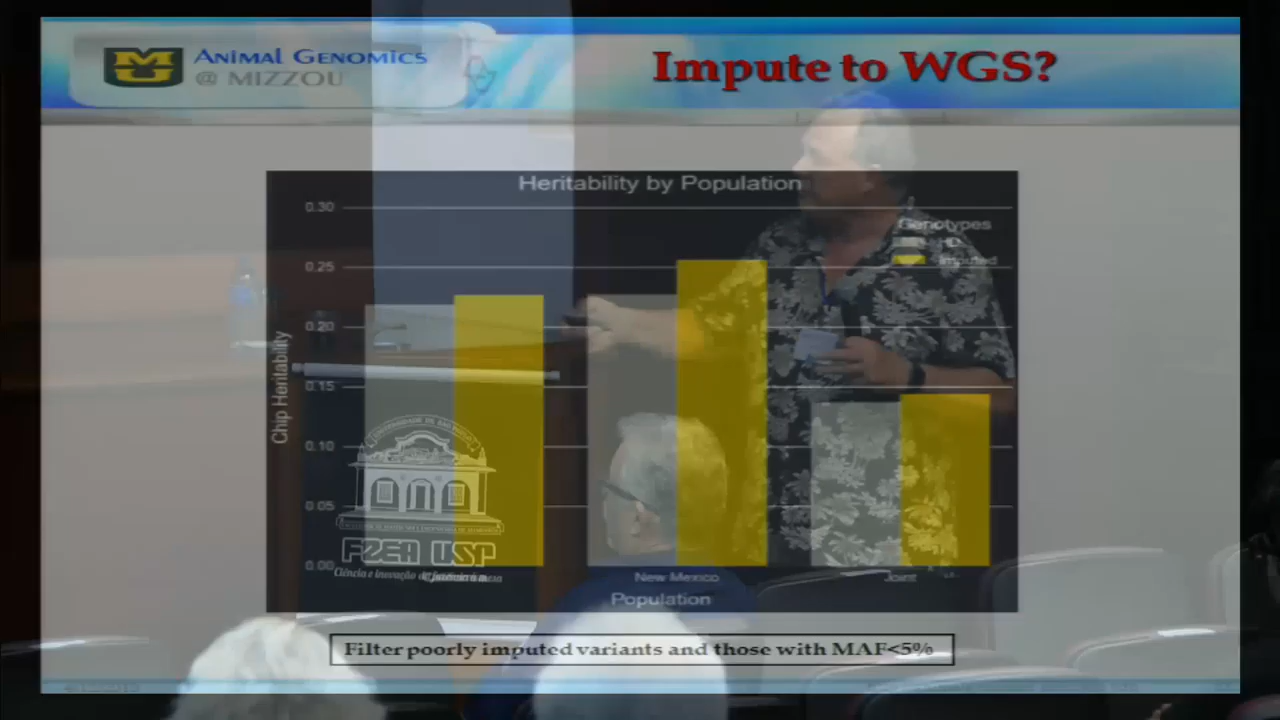 ANIMAL GENOMICS
@ MIZZOU
Impute to WGS?
Heritability by Population
0.30
0.25
0.20
0.15
0.10
0.05
0.00
Chip Heritability
Genotypes
HD
Imputed
FZEA USP
New Mexico
Joint
Population
Filter poorly imputed variants and those with MAF<5%